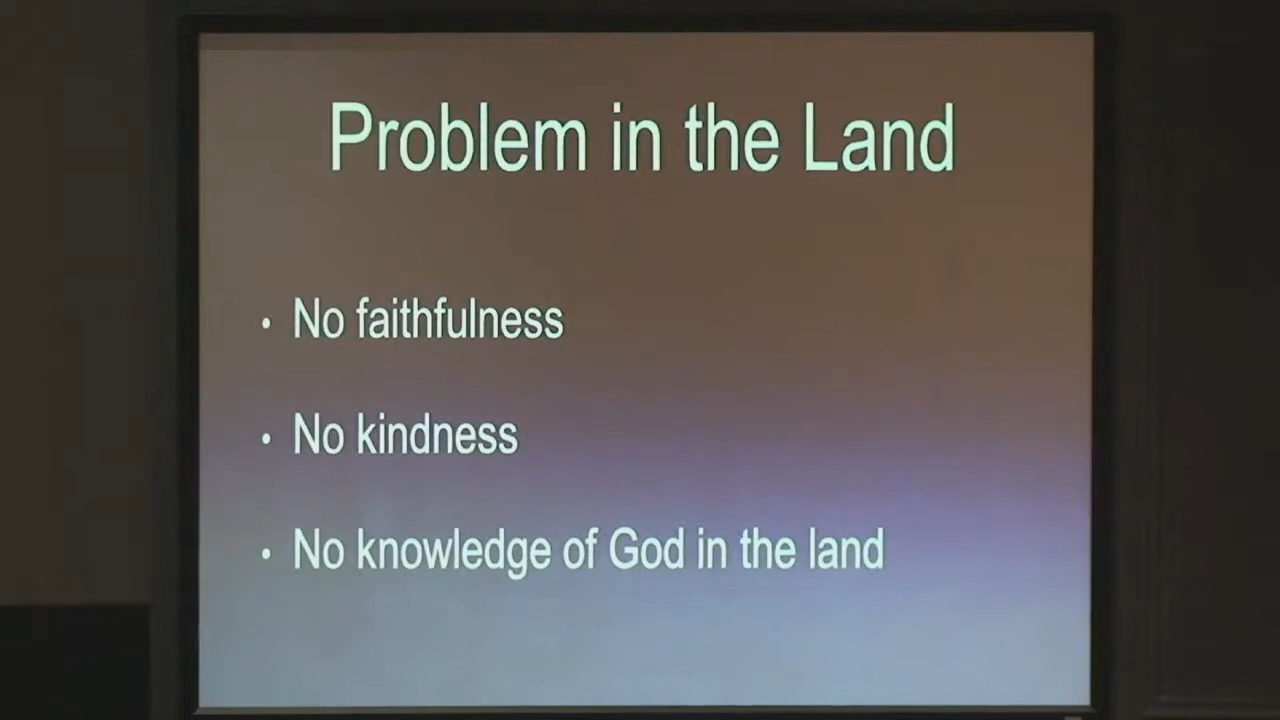 Problem in the Land
• No faithfulness
• No kindness
• No knowledge of God in the land